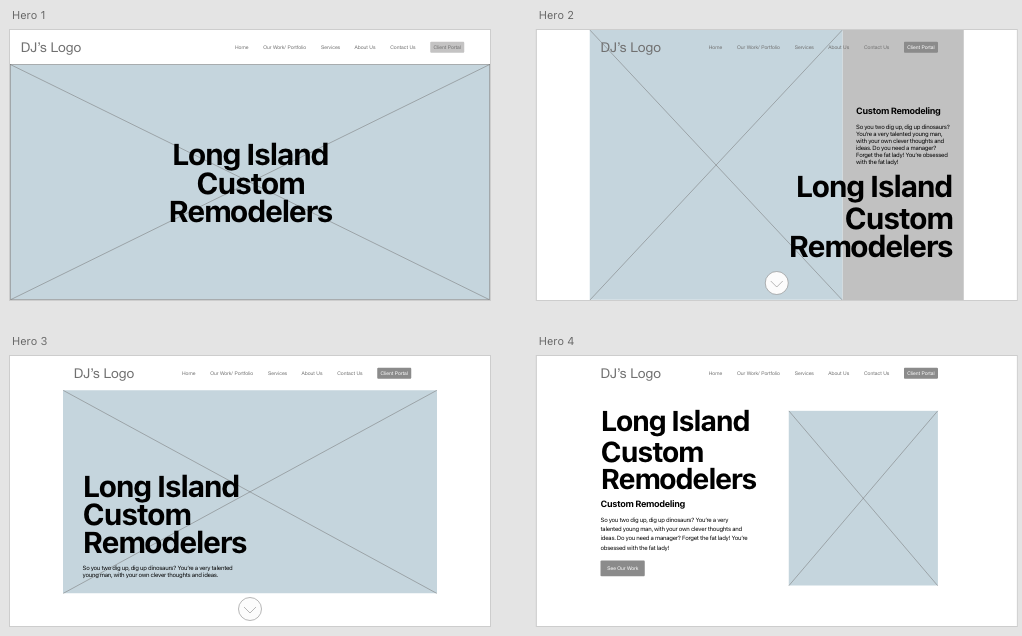 Hero 1
DJ's Logo
Home Our Work/ Portfolio Services About Us Contact Us Client Portal
Long Island
Custom
Remodelers
Hero 2
DJ's Logo
Home Our Work/ Portfolio Services About Us Contact Us Client Portal
Custom Remodeling
So you two dig up, dig up dinosaurs?
You're a very talented young man,
with your own clever thoughts and
ideas. Do you need a manager?
Forget the fat lady! You're obsessed
with the fat lady!
Long Island
Custom
Remodelers
Hero 3
DJ's Logo
Home Our Work/ Portfolio Services About Us Contact Us Client Portal
Long Island
Custom
Remodelers
So you two dig up, dig up dinosaurs? You're a very talented
young man, with your own clever thoughts and ideas.
Hero 4
DJ's Logo
Home Our Work/ Portfolio Services About Us Contact Us Client Portal
Long Island
Custom
Remodelers
Custom Remodeling
So you two dig up, dig up dinosaurs? You're a very
talented young man, with your own clever thoughts and
ideas. Do you need a manager? Forget the fat lady! You're
obsessed with the fat lady!
See Our Work